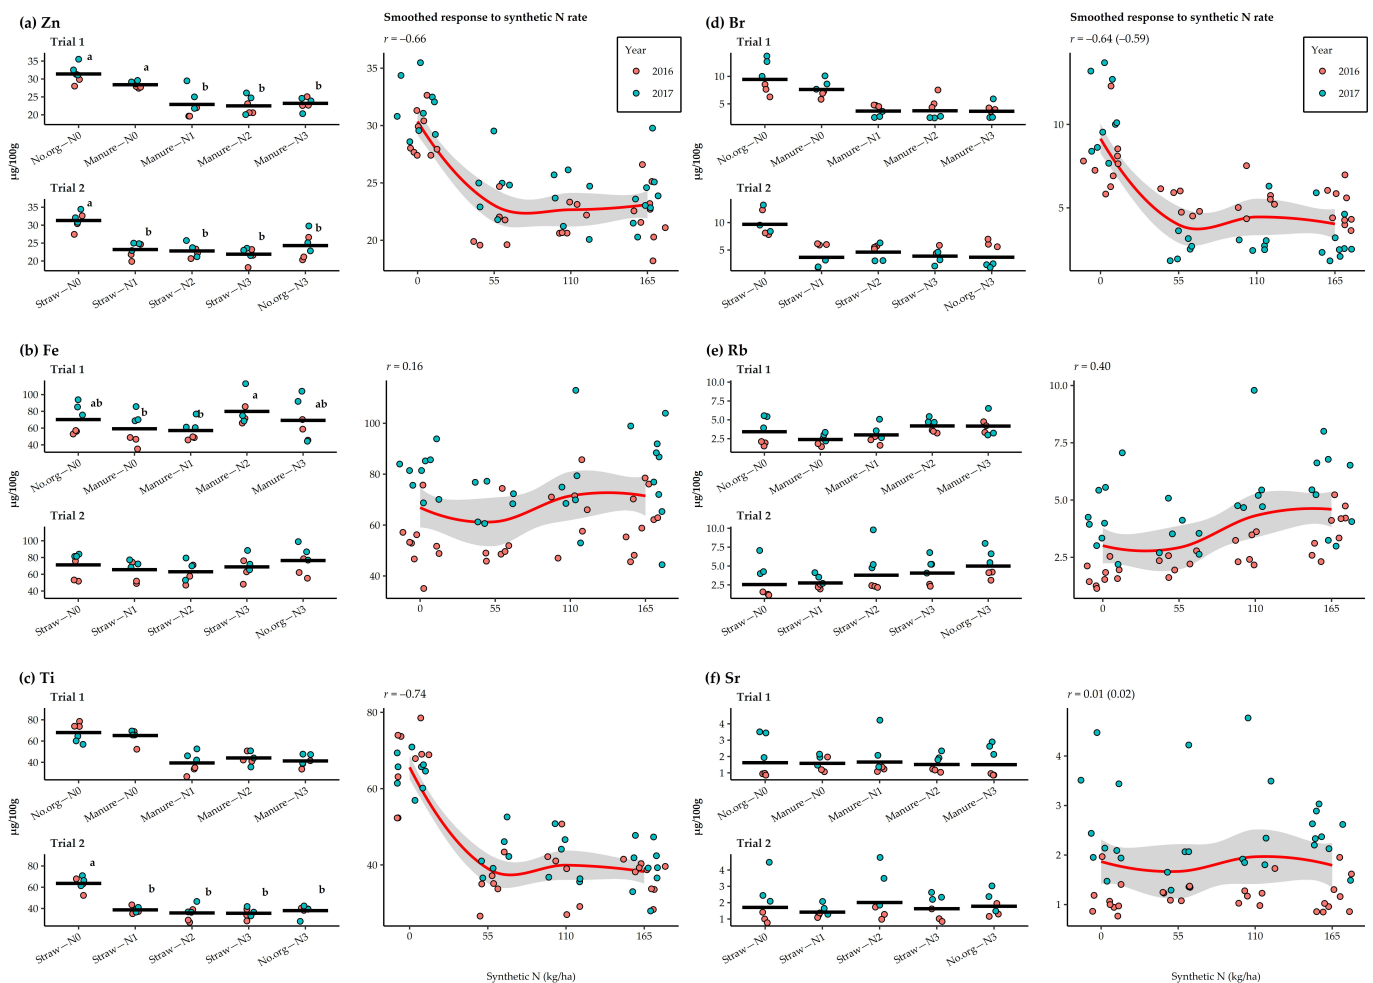 (a) Zn
Trial 1
35
30
25
20
a
a
b
b
b
No.org—N0
Manure—N0
Manure—N1
Manure—N2
Manure—N3
µg/100g
Trial 2
35
30
25
20
a
b
b
b
b
Straw—N0
Straw—N1
Straw—N2
Straw—N3
No.org—N3
Smoothed response to synthetic N rate
r = –0.66
Year
2016
2017
35
30
25
20
0
55
110
165
(d) Br
Trial 1
10
5
No.org—N0
Manure—N0
Manure—N1
Manure—N2
Manure—N3
µg/100g
Trial 2
10
5
Straw—N0
Straw—N1
Straw—N2
Straw—N3
No.org—N3
Smoothed response to synthetic N rate
r = –0.64 (–0.59)
Year
2016
2017
10
5
0
55
110
165
(b) Fe
Trial 1
100
80
60
40
ab
b
b
a
ab
No.org—N0
Manure—N0
Manure—N1
Manure—N2
Manure—N3
µg/100g
Trial 2
100
80
60
40
Straw—N0
Straw—N1
Straw—N2
Straw—N3
No.org—N3
r = 0.16
100
80
60
40
0
55
110
165
(e) Rb
Trial 1
10.0
7.5
5.0
2.5
No.org—N0
Manure—N0
Manure—N1
Manure—N2
Manure—N3
µg/100g
Trial 2
10.0
7.5
5.0
2.5
Straw—N0
Straw—N1
Straw—N2
Straw—N3
No.org—N3
r = 0.40
10.0
7.5
5.0
2.5
0
55
110
165
(c) Ti
Trial 1
80
60
40
No.org—N0
Manure—N0
Manure—N1
Manure—N2
Manure—N3
µg/100g
Trial 2
80
60
40
a
b
b
b
b
Straw—N0
Straw—N1
Straw—N2
Straw—N3
No.org—N3
r = –0.74
80
60
40
0
55
110
165
Synthetic N (kg/ha)
(f) Sr
Trial 1
4
3
2
1
No.org—N0
Manure—N0
Manure—N1
Manure—N2
Manure—N3
µg/100g
Trial 2
4
3
2
1
Straw—N0
Straw—N1
Straw—N2
Straw—N3
No.org—N3
r = 0.01 (0.02)
4
3
2
1
0
55
110
165
Synthetic N (kg/ha)